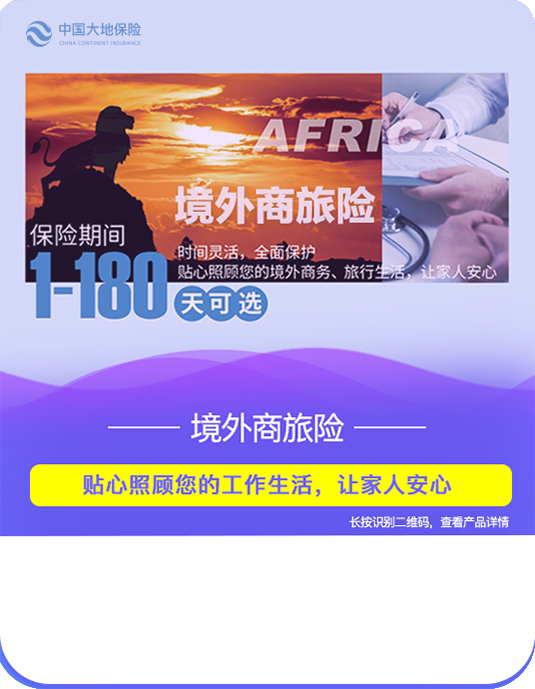 中国大地保险
CHINA CONTINENT INSURANCE
AFRICA
境外商旅险
保险期间
时间灵活，全面保护
贴心照顾您的境外商务、旅行生活，让家人安心
1-180
天可选
境外商旅险
贴心照顾您的工作生活，让家人安心
长按识别二维码，查看产品详情